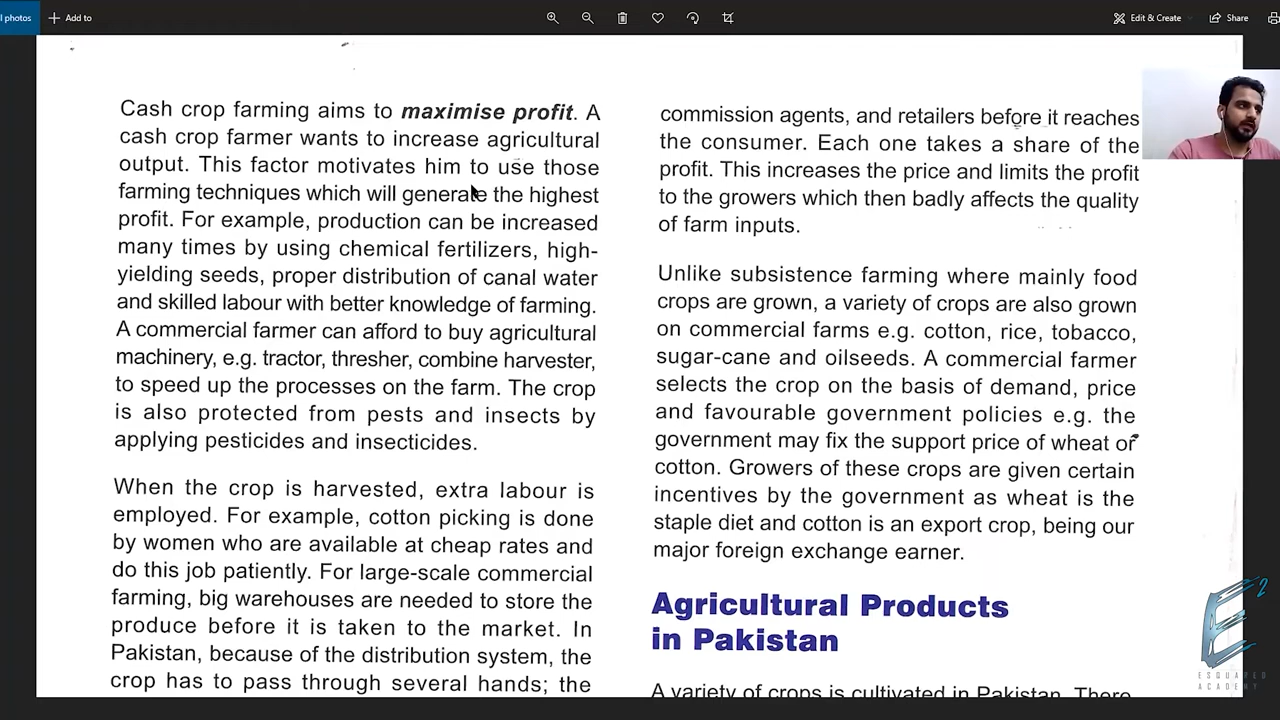 l photos
Add to
Edit & Create
Share
Cash crop farming aims to maximise profit. A
cash crop farmer wants to increase agricultural
output. This factor motivates him to use those
farming techniques which will generate the highest
profit. For example, production can be increased
many times by using chemical fertilizers, high-
yielding seeds, proper distribution of canal water
and skilled labour with better knowledge of farming.
A commercial farmer can afford to buy agricultural
machinery, e.g. tractor, thresher, combine harvester,
to speed up the processes on the farm. The crop
is also protected from pests and insects by
applying pesticides and insecticides.
When the crop is harvested, extra labour is
employed. For example, cotton picking is done
by women who are available at cheap rates and
do this job patiently. For large-scale commercial
farming, big warehouses are needed to store the
produce before it is taken to the market. In
Pakistan, because of the distribution system, the
crop has to pass through several hands; the
commission agents, and retailers before it reaches
the consumer. Each one takes a share of the
profit. This increases the price and limits the profit
to the growers which then badly affects the quality
of farm inputs.
Unlike subsistence farming where mainly food
crops are grown, a variety of crops are also grown
on commercial farms e.g. cotton, rice, tobacco,
sugar-cane and oilseeds. A commercial farmer
selects the crop on the basis of demand, price
and favourable government policies e.g. the
government may fix the support price of wheat or
cotton. Growers of these crops are given certain
incentives by the government as wheat is the
staple diet and cotton is an export crop, being our
major foreign exchange earner.
Agricultural Products
in Pakistan
A variety of crops is cultivated in Pakistan. There
E2
ESQUARED
ACADEMY